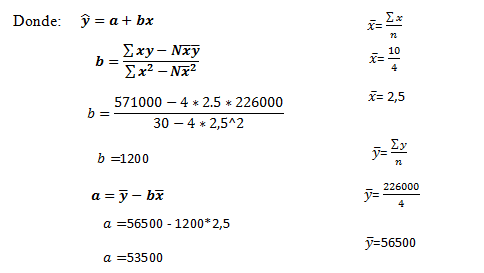 Donde: ŷ = a + bx
b = (∑ xy − Nx̅y̅) / (∑ x² − Nx̅²)
b = (571000 − 4 ∗ 2.5 ∗ 226000) / (30 − 4 ∗ 2,5^2)
b =1200
a = y̅ − bx̅
a =56500 - 1200*2,5
a =53500
x̅= ∑ x / n
x̅= 10 / 4
x̅= 2,5
y̅= ∑ y / n
y̅= 226000 / 4
y̅=56500